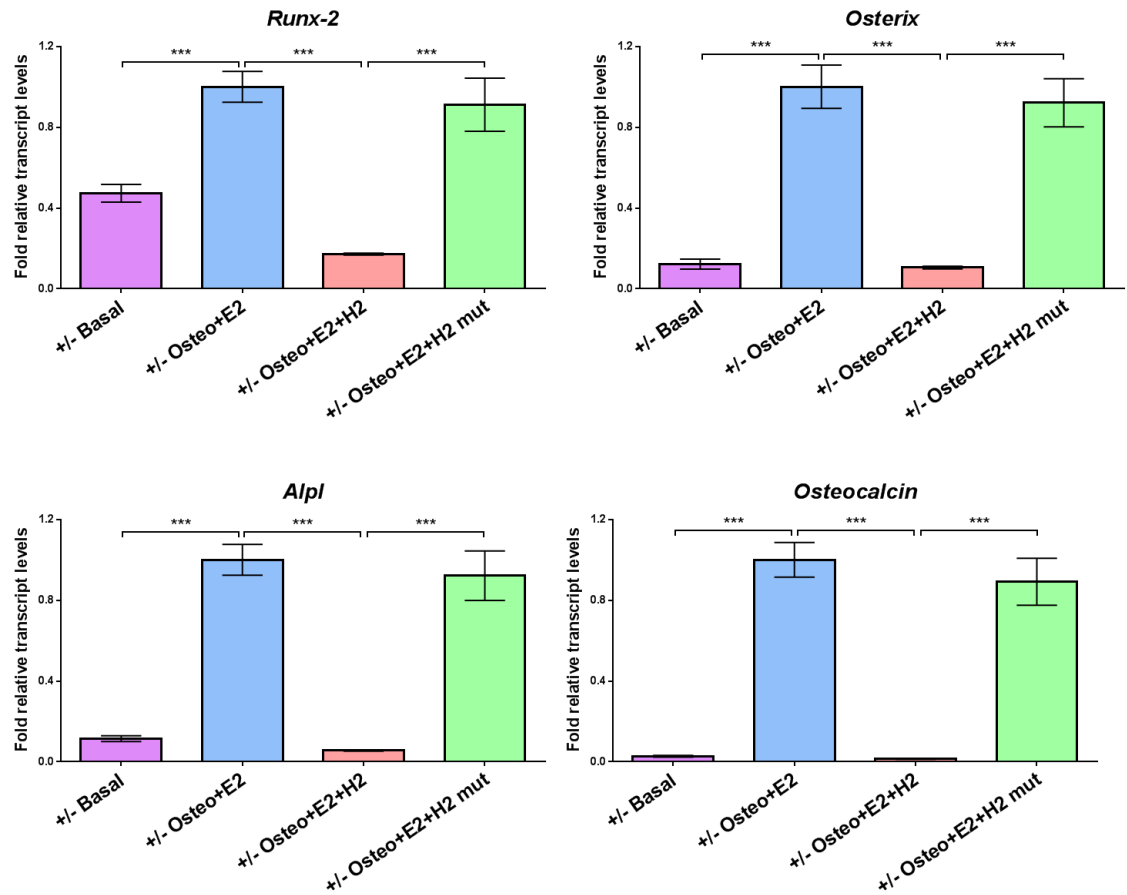 Runx-2
*** *** ***
Fold relative transcript levels
1.2
0.8
0.4
0.0
+/- Basal
+/- Osteo+E2
+/- Osteo+E2+H2
+/- Osteo+E2+H2 mut
Osterix
*** *** ***
Fold relative transcript levels
1.2
0.8
0.4
0.0
+/- Basal
+/- Osteo+E2
+/- Osteo+E2+H2
+/- Osteo+E2+H2 mut
Alpl
*** *** ***
Fold relative transcript levels
1.2
0.8
0.4
0.0
+/- Basal
+/- Osteo+E2
+/- Osteo+E2+H2
+/- Osteo+E2+H2 mut
Osteocalcin
*** *** ***
Fold relative transcript levels
1.2
0.8
0.4
0.0
+/- Basal
+/- Osteo+E2
+/- Osteo+E2+H2
+/- Osteo+E2+H2 mut